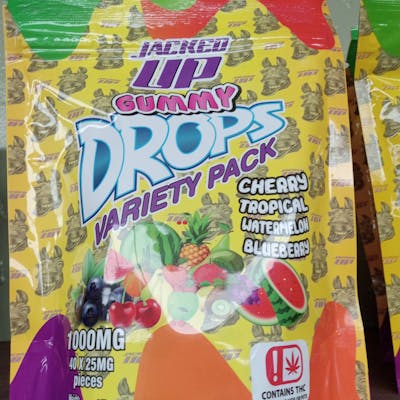 JACKED
UP
GUMMY
DROPS
VARIETY PACK
CHERRY
TROPICAL
WATERMELON
BLUEBERRY
1000MG
40 X 25MG
pieces
CONTAINS THC